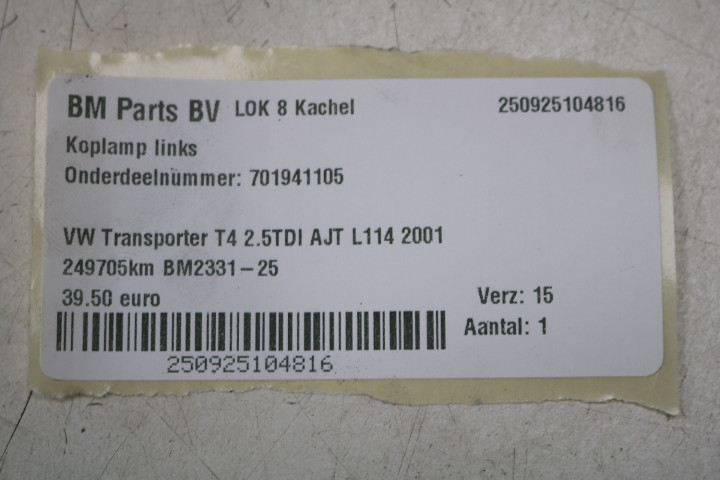 BM Parts BV LOK 8 Kachel 250925104816
Koplamp links
Onderdeelnummer: 701941105
VW Transporter T4 2.5TDI AJT L114 2001
249705km BM2331-25
39.50 euro Verz: 15
Aantal: 1
250925104816